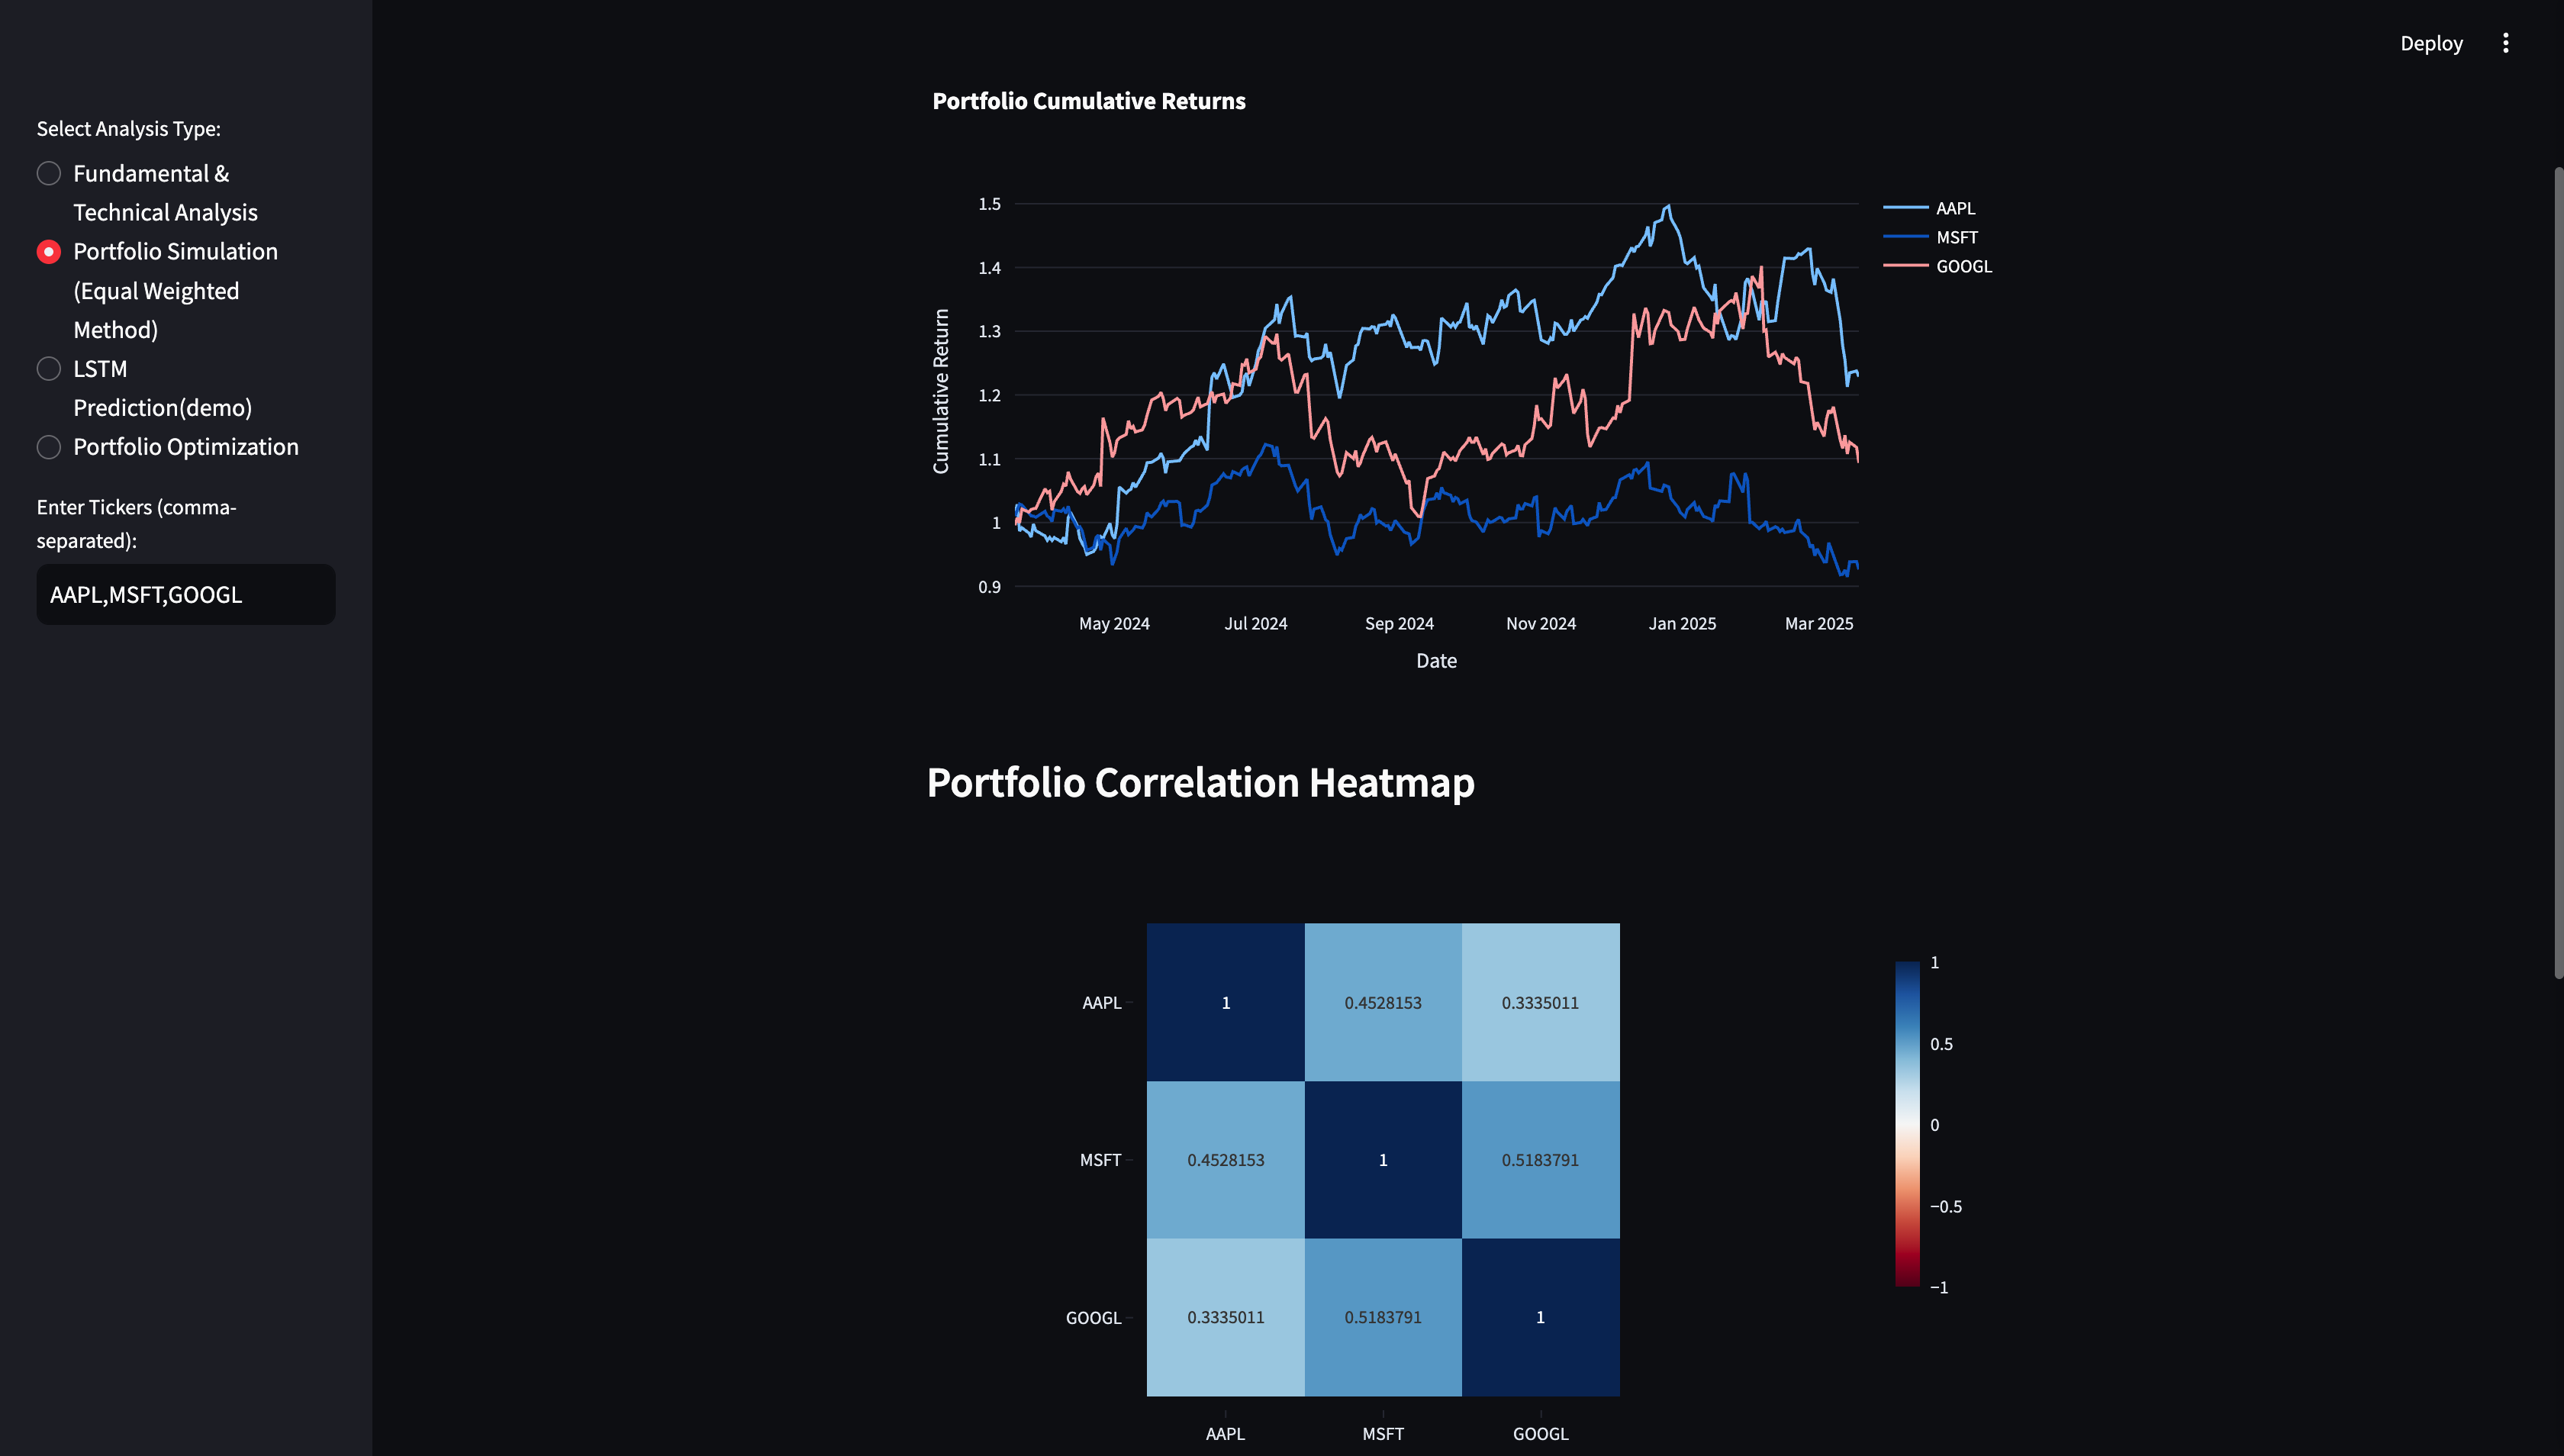 Deploy
Select Analysis Type:
Fundamental &
Technical Analysis
Portfolio Simulation
(Equal Weighted
Method)
LSTM
Prediction(demo)
Portfolio Optimization
Enter Tickers (comma-
separated):
AAPL,MSFT,GOOGL
Portfolio Cumulative Returns
Cumulative Return
1.5
1.4
1.3
1.2
1.1
1
0.9
May 2024
Jul 2024
Sep 2024
Nov 2024
Jan 2025
Mar 2025
Date
AAPL
MSFT
GOOGL
Portfolio Correlation Heatmap
AAPL
1
0.4528153
0.3335011
MSFT
0.4528153
1
0.5183791
GOOGL
0.3335011
0.5183791
1
AAPL
MSFT
GOOGL
1
0.5
0
−0.5
−1